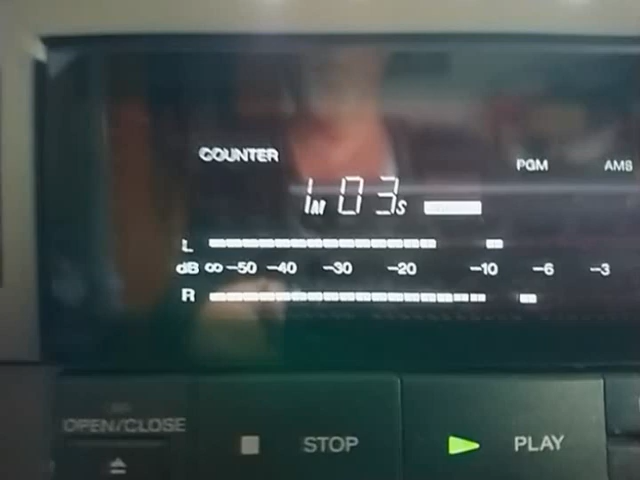 COUNTER
PGM AMS
1M 03S
L
dB ∞ -50 -40 -30 -20 -10 -6 -3
R
OPEN/CLOSE
STOP
PLAY